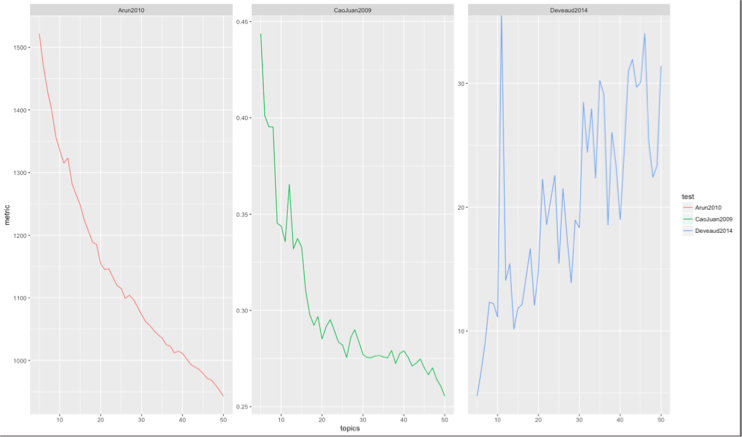 Arun2010
CaoJuan2009
Deveaud2014
metric
1500
1400
1300
1200
1100
1000
0.45
0.40
0.35
0.30
0.25
30
20
10
10 20 30 40 50
10 20 30 40 50
10 20 30 40 50
topics
test
Arun2010
CaoJuan2009
Deveaud2014